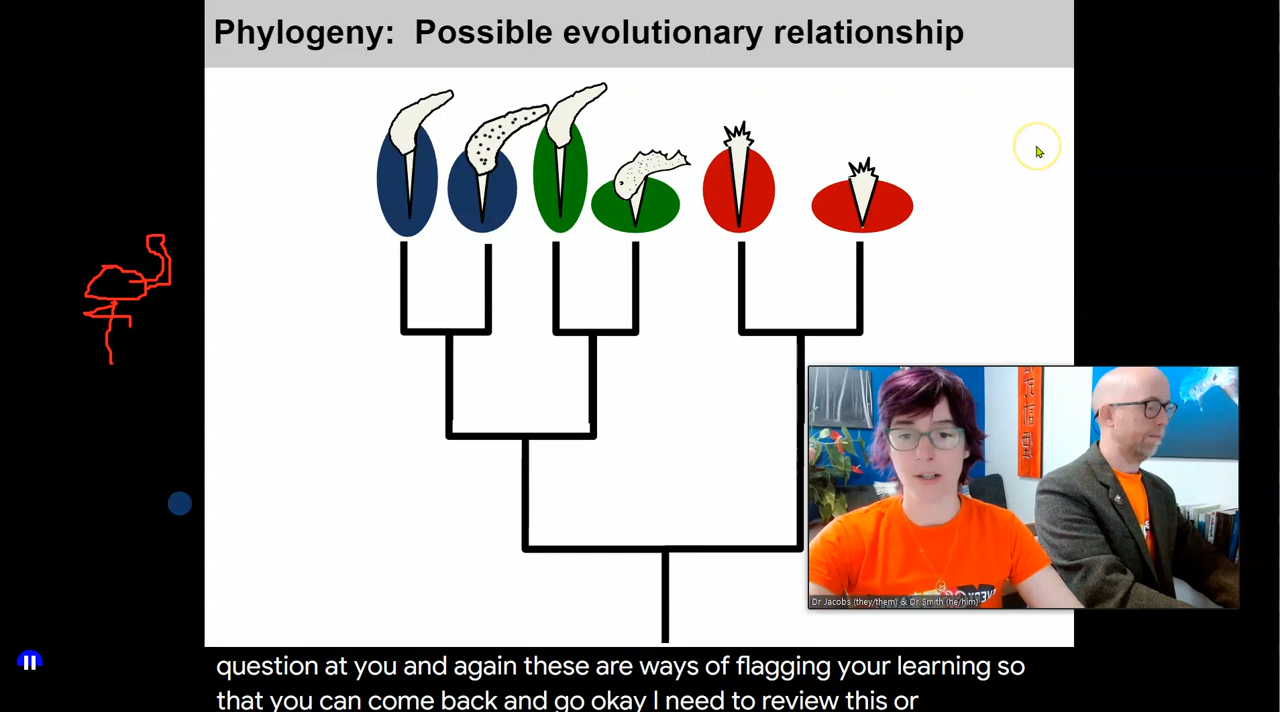 Phylogeny: Possible evolutionary relationship
Dr Jacobs (they/them) & Dr Smith (he/him)
question at you and again these are ways of flagging your learning so
that you can come back and go okay I need to review this or